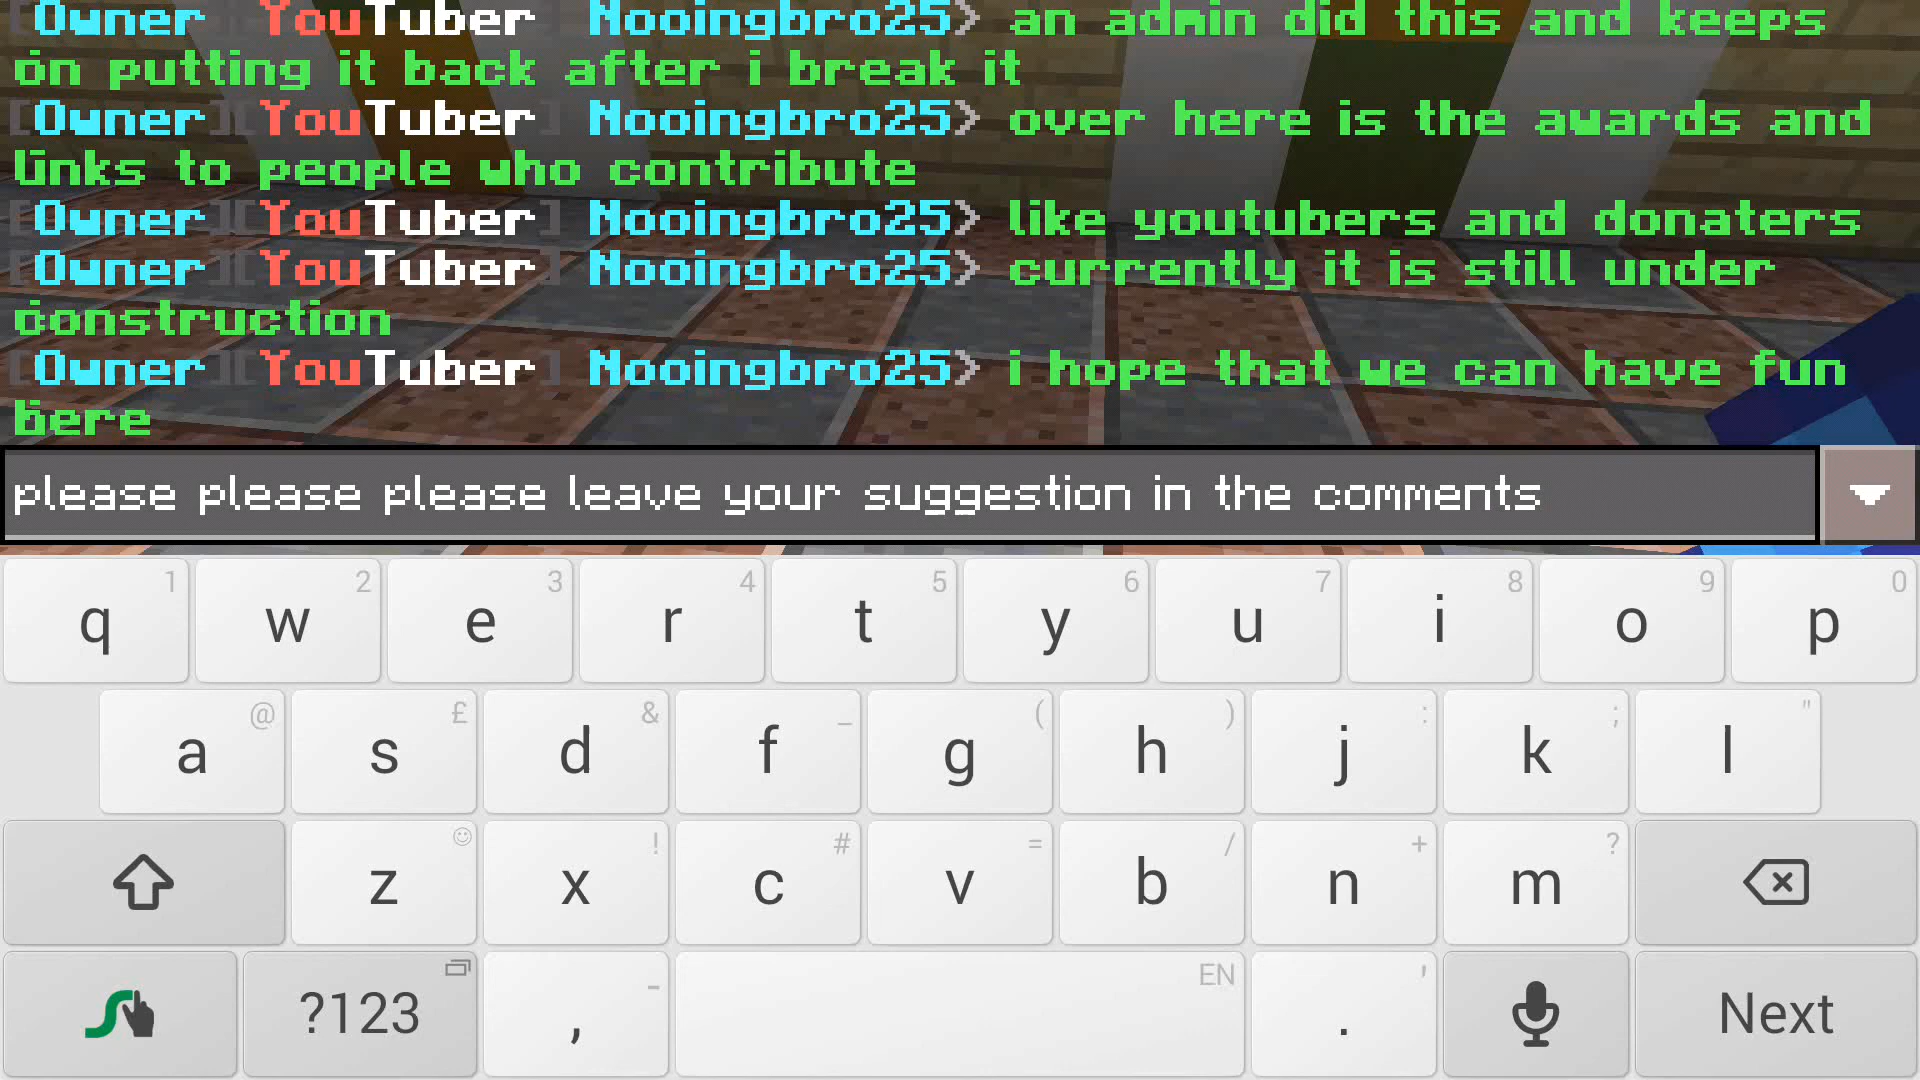 [Owner][YouTuber] Nooingbro25> an admin did this and keeps
on putting it back after i break it
[Owner][YouTuber] Nooingbro25> over here is the awards and
links to people who contribute
[Owner][YouTuber] Nooingbro25> like youtubers and donaters
[Owner][YouTuber] Nooingbro25> currently it is still under
construction
[Owner][YouTuber] Nooingbro25> i hope that we can have fun
here
please please please leave your suggestion in the comments
1 2 3 4 5 6 7 8 9 0
q w e r t y u i o p
@ £ & _ ( ) : ; "
a s d f g h j k l
! # = / + ?
z x c v b n m
- EN '
?123 , . Next